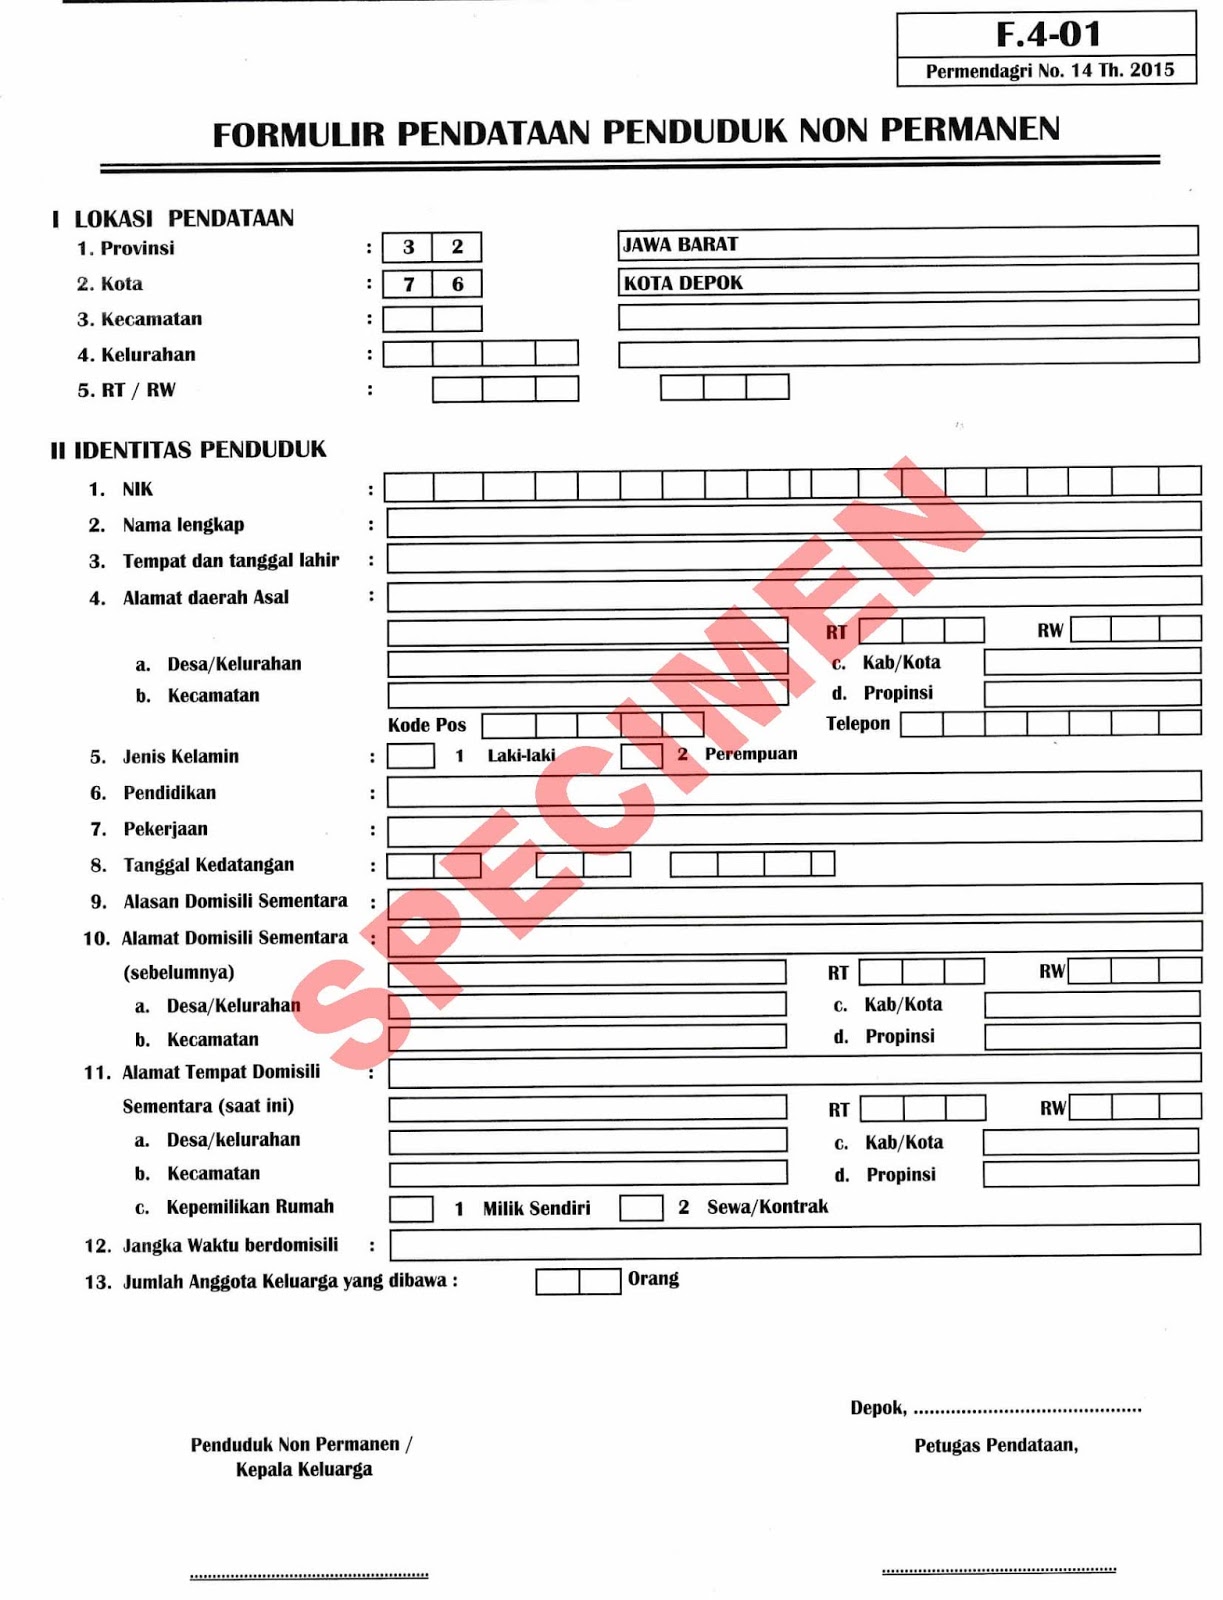 F.4-01
Permendagri No. 14 Th. 2015
FORMULIR PENDATAAN PENDUDUK NON PERMANEN
I LOKASI PENDATAAN
1. Provinsi : 3 2 JAWA BARAT
2. Kota : 7 6 KOTA DEPOK
3. Kecamatan :
4. Kelurahan :
5. RT / RW :
II IDENTITAS PENDUDUK
1. NIK :
2. Nama lengkap :
3. Tempat dan tanggal lahir :
4. Alamat daerah Asal :
RT RW
a. Desa/Kelurahan c. Kab/Kota
b. Kecamatan d. Propinsi
Kode Pos Telepon
5. Jenis Kelamin : 1 Laki-laki 2 Perempuan
6. Pendidikan :
7. Pekerjaan :
8. Tanggal Kedatangan :
9. Alasan Domisili Sementara :
10. Alamat Domisili Sementara :
(sebelumnya) RT RW
a. Desa/Kelurahan c. Kab/Kota
b. Kecamatan d. Propinsi
11. Alamat Tempat Domisili :
Sementara (saat ini) RT RW
a. Desa/kelurahan c. Kab/Kota
b. Kecamatan d. Propinsi
c. Kepemilikan Rumah 1 Milik Sendiri 2 Sewa/Kontrak
12. Jangka Waktu berdomisili :
13. Jumlah Anggota Keluarga yang dibawa : Orang
SPECIMEN
Depok, ...........................................
Penduduk Non Permanen / Petugas Pendataan,
Kepala Keluarga